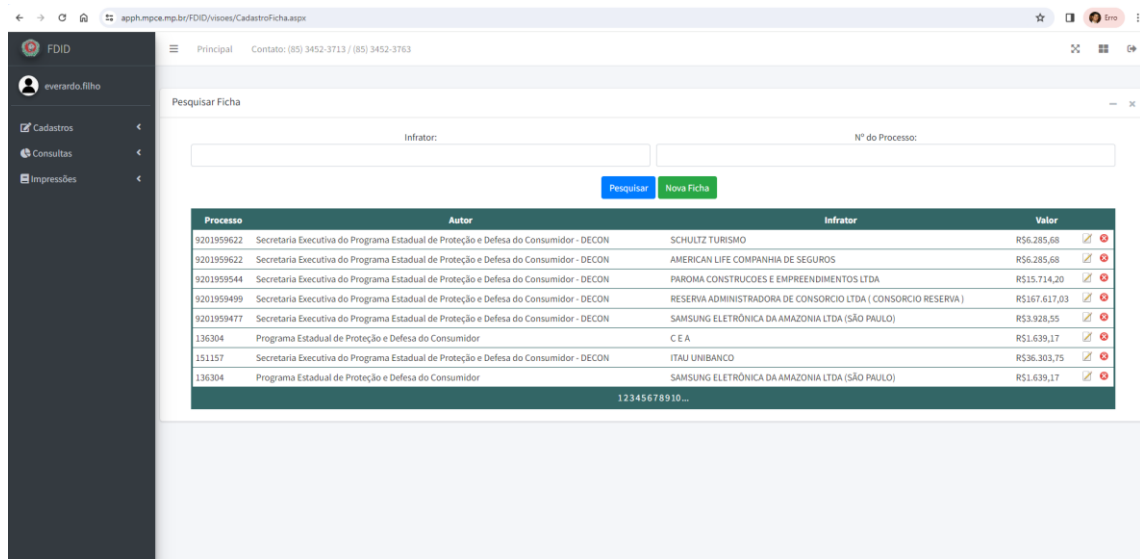 apph.mpce.mp.br/FDID/visoes/CadastroFicha.aspx
Erro
FDID
Principal Contato: (85) 3452-3713 / (85) 3452-3763
everardo.filho
Cadastros
Consultas
Impressões
Pesquisar Ficha
Infrator: Nº do Processo:
Pesquisar Nova Ficha
Processo Autor Infrator Valor
9201959622 Secretaria Executiva do Programa Estadual de Proteção e Defesa do Consumidor - DECON SCHULTZ TURISMO R$6.285,68
9201959622 Secretaria Executiva do Programa Estadual de Proteção e Defesa do Consumidor - DECON AMERICAN LIFE COMPANHIA DE SEGUROS R$6.285,68
9201959544 Secretaria Executiva do Programa Estadual de Proteção e Defesa do Consumidor - DECON PAROMA CONSTRUCOES E EMPREENDIMENTOS LTDA R$15.714,20
9201959499 Secretaria Executiva do Programa Estadual de Proteção e Defesa do Consumidor - DECON RESERVA ADMINISTRADORA DE CONSORCIO LTDA ( CONSORCIO RESERVA ) R$167.617,03
9201959477 Secretaria Executiva do Programa Estadual de Proteção e Defesa do Consumidor - DECON SAMSUNG ELETRÔNICA DA AMAZONIA LTDA (SÃO PAULO) R$3.928,55
136304 Programa Estadual de Proteção e Defesa do Consumidor C E A R$1.639,17
151157 Secretaria Executiva do Programa Estadual de Proteção e Defesa do Consumidor - DECON ITAU UNIBANCO R$36.303,75
136304 Programa Estadual de Proteção e Defesa do Consumidor SAMSUNG ELETRÔNICA DA AMAZONIA LTDA (SÃO PAULO) R$1.639,17
12345678910...